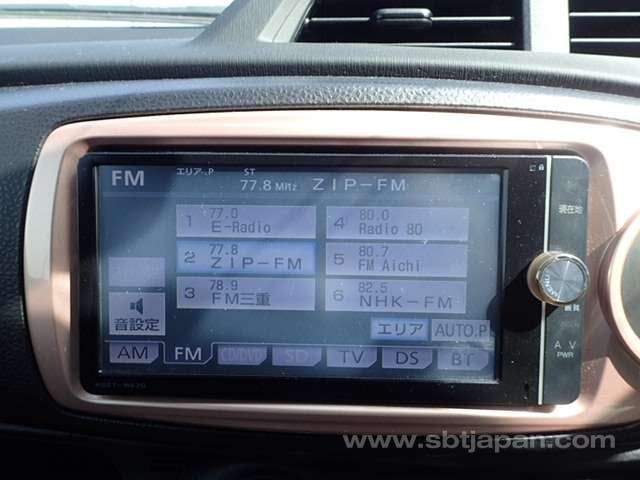 FM エリア.P ST 77.8 MHz ZIP-FM
1 77.0 E-Radio
2 77.8 ZIP-FM
3 78.9 FM三重
4 80.0 Radio 80
5 80.7 FM Aichi
6 82.5 NHK-FM
音設定
エリア AUTO.P
AM FM CD/DVD SD TV DS BT
現在地
画質
AV
PWR
www.sbtjapan.com